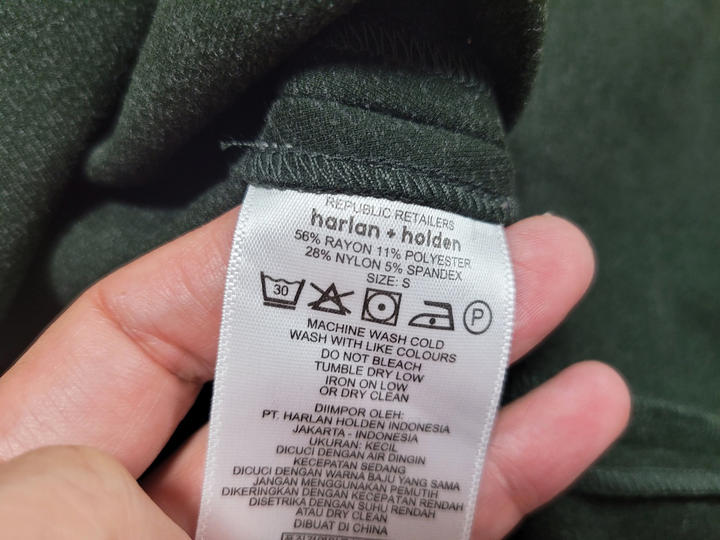 REPUBLIC RETAILERS
harlan + holden
56% RAYON 11% POLYESTER
28% NYLON 5% SPANDEX
SIZE: S
30 P
MACHINE WASH COLD
WASH WITH LIKE COLOURS
DO NOT BLEACH
TUMBLE DRY LOW
IRON ON LOW
OR DRY CLEAN
DIIMPOR OLEH:
PT. HARLAN HOLDEN INDONESIA
JAKARTA - INDONESIA
UKURAN: KECIL
DICUCI DENGAN AIR DINGIN
KECEPATAN SEDANG
DICUCI DENGAN WARNA BAJU YANG SAMA
JANGAN MENGGUNAKAN PEMUTIH
DIKERINGKAN DENGAN KECEPATAN RENDAH
DISETRIKA DENGAN SUHU RENDAH
ATAU DRY CLEAN
DIBUAT DI CHINA